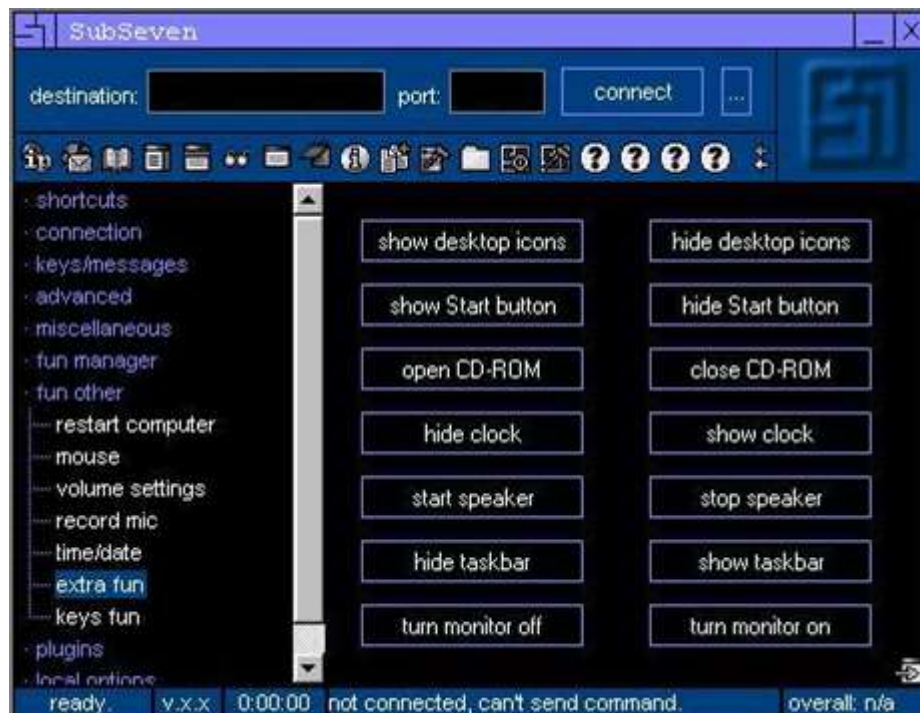 SubSeven
destination:
port:
connect
...
ip
shortcuts
connection
keys/messages
advanced
miscellaneous
fun manager
fun other
restart computer
mouse
volume settings
record mic
time/date
extra fun
keys fun
plugins
local options
show desktop icons hide desktop icons
show Start button hide Start button
open CD-ROM close CD-ROM
hide clock show clock
start speaker stop speaker
hide taskbar show taskbar
turn monitor off turn monitor on
ready. v.x.x 0:00:00 not connected, can't send command. overall: n/a